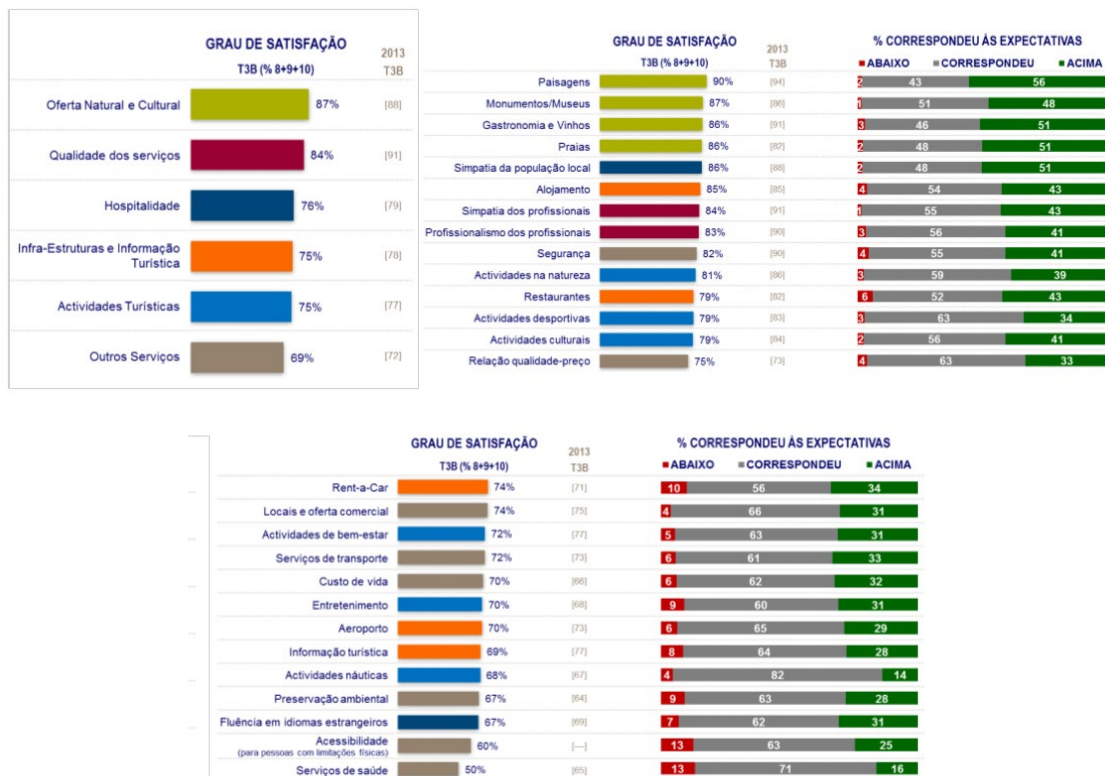 GRAU DE SATISFAÇÃO
2013
T3B (% 8+9+10) T3B
Oferta Natural e Cultural 87% [88]
Qualidade dos serviços 84% [91]
Hospitalidade 76% [79]
Infra-Estruturas e Informação
Turística 75% [78]
Actividades Turísticas 75% [77]
Outros Serviços 69% [72]
GRAU DE SATISFAÇÃO 2013 % CORRESPONDEU ÀS EXPECTATIVAS
T3B (% 8+9+10) T3B ABAIXO CORRESPONDEU ACIMA
Paisagens 90% [94] 2 43 56
Monumentos/Museus 87% [86] 1 51 48
Gastronomia e Vinhos 86% [91] 3 46 51
Praias 86% [82] 2 48 51
Simpatia da população local 86% [88] 2 48 51
Alojamento 85% [85] 4 54 43
Simpatia dos profissionais 84% [91] 1 55 43
Profissionalismo dos profissionais 83% [90] 3 56 41
Segurança 82% [90] 4 55 41
Actividades na natureza 81% [86] 3 59 39
Restaurantes 79% [82] 6 52 43
Actividades desportivas 79% [83] 3 63 34
Actividades culturais 79% [84] 2 56 41
Relação qualidade-preço 75% [73] 4 63 33
GRAU DE SATISFAÇÃO 2013 % CORRESPONDEU ÀS EXPECTATIVAS
T3B (% 8+9+10) T3B ABAIXO CORRESPONDEU ACIMA
Rent-a-Car 74% [71] 10 56 34
Locais e oferta comercial 74% [75] 4 66 31
Actividades de bem-estar 72% [77] 5 63 31
Serviços de transporte 72% [73] 6 61 33
Custo de vida 70% [66] 6 62 32
Entretenimento 70% [68] 9 60 31
Aeroporto 70% [73] 6 65 29
Informação turística 69% [77] 8 64 28
Actividades náuticas 68% [67] 4 82 14
Preservação ambiental 67% [64] 9 63 28
Fluência em idiomas estrangeiros 67% [69] 7 62 31
Acessibilidade
(para pessoas com limitações físicas) 60% [—] 13 63 25
Serviços de saúde 50% [65] 13 71 16